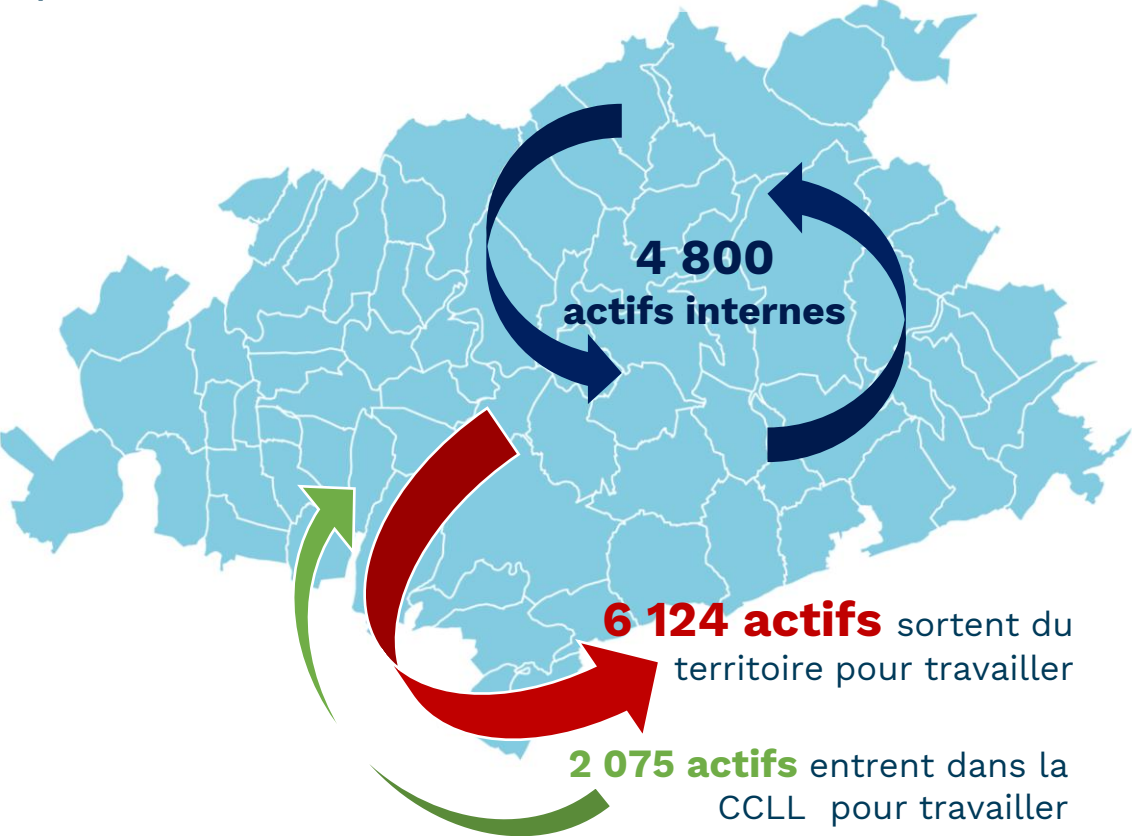 4 800
actifs internes
6 124 actifs sortent du
territoire pour travailler
2 075 actifs entrent dans la
CCLL pour travailler